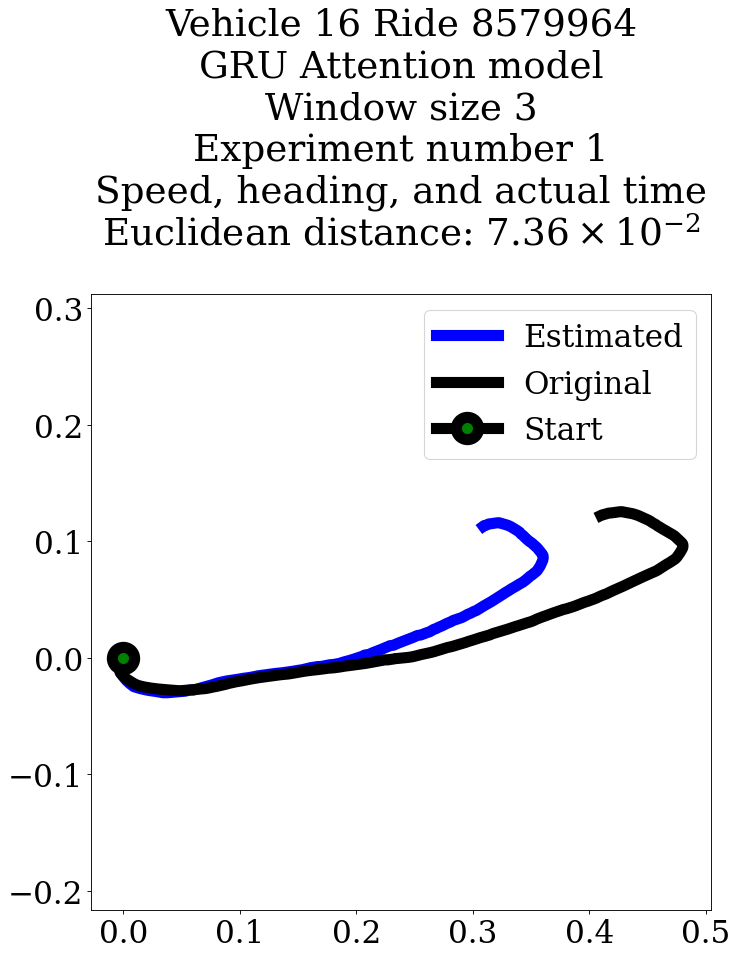 Vehicle 16 Ride 8579964
GRU Attention model
Window size 3
Experiment number 1
Speed, heading, and actual time
Euclidean distance: 7.36 × 10⁻²
Estimated
Original
Start
0.3
0.2
0.1
0.0
−0.1
−0.2
0.0 0.1 0.2 0.3 0.4 0.5